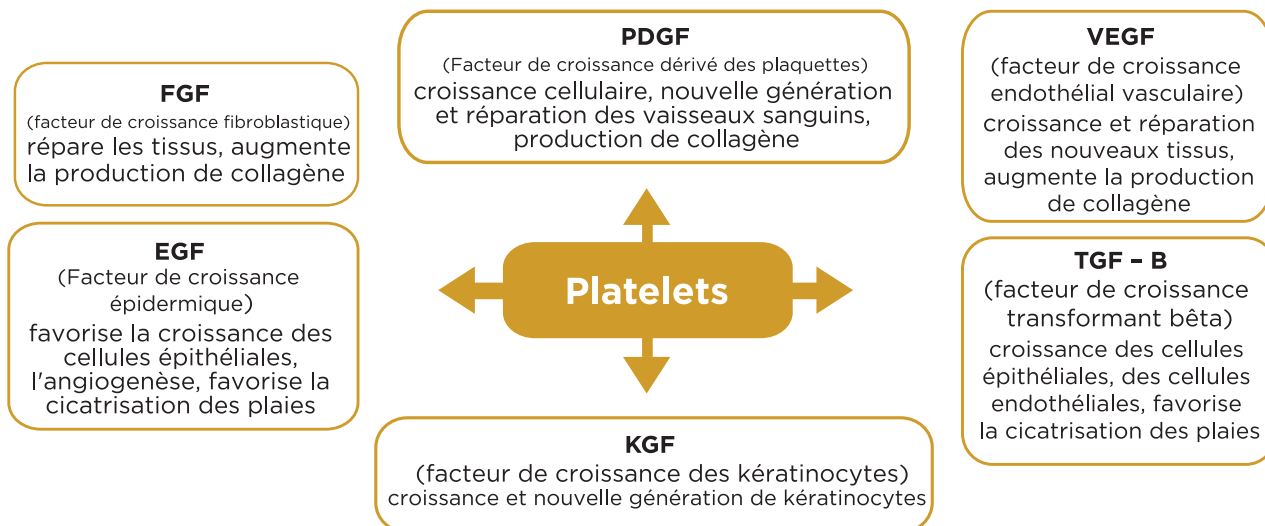 FGF
(facteur de croissance fibroblastique)
répare les tissus, augmente
la production de collagène
PDGF
(Facteur de croissance dérivé des plaquettes)
croissance cellulaire, nouvelle génération
et réparation des vaisseaux sanguins,
production de collagène
VEGF
(facteur de croissance
endothélial vasculaire)
croissance et réparation
des nouveaux tissus,
augmente la production
de collagène
EGF
(Facteur de croissance
épidermique)
favorise la croissance des
cellules épithéliales,
l'angiogenèse, favorise la
cicatrisation des plaies
Platelets
TGF – B
(facteur de croissance
transformant bêta)
croissance des cellules
épithéliales, des cellules
endothéliales, favorise
la cicatrisation des plaies
KGF
(facteur de croissance des kératinocytes)
croissance et nouvelle génération de kératinocytes